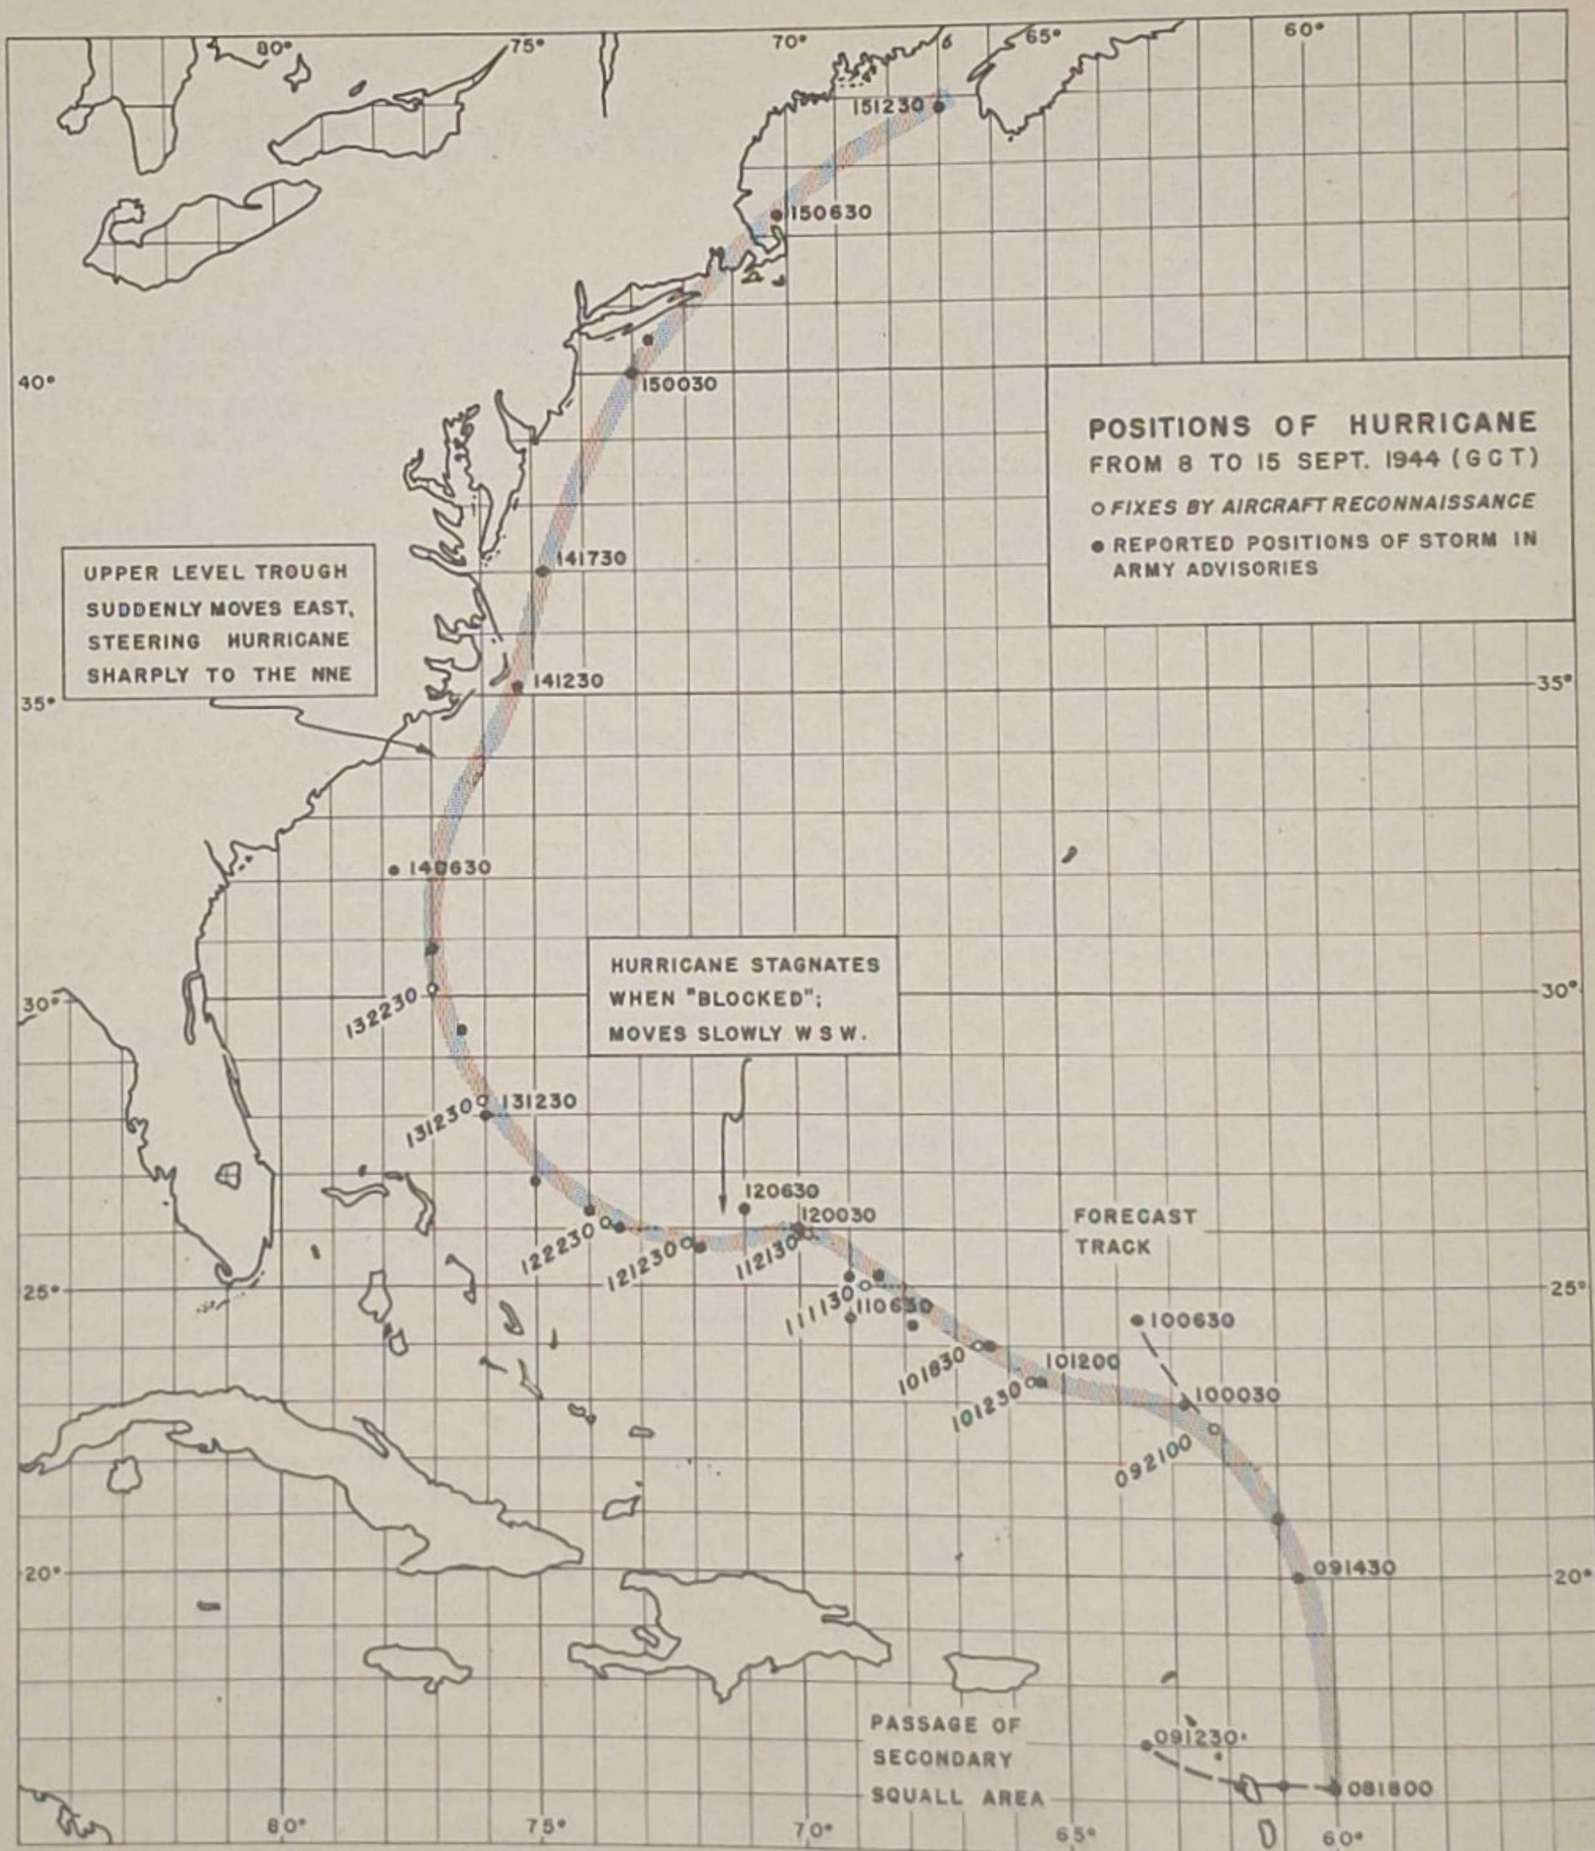 80°
75°
70°
65°
60°
151230
150630
150030
40°
POSITIONS OF HURRICANE
FROM 8 TO 15 SEPT. 1944 (GCT)
○ FIXES BY AIRCRAFT RECONNAISSANCE
● REPORTED POSITIONS OF STORM IN
ARMY ADVISORIES
UPPER LEVEL TROUGH
SUDDENLY MOVES EAST,
STEERING HURRICANE
SHARPLY TO THE NNE
141730
141230
35°
35°
140630
HURRICANE STAGNATES
WHEN "BLOCKED";
MOVES SLOWLY W S W.
30°
30°
132230
131230
131230
120630
120030
122230
121230
112130
FORECAST
TRACK
25°
25°
111130
110630
100630
101830
101200
101230
100030
092100
20°
091430
20°
PASSAGE OF
SECONDARY
SQUALL AREA
091230
081800
80°
75°
70°
65°
60°